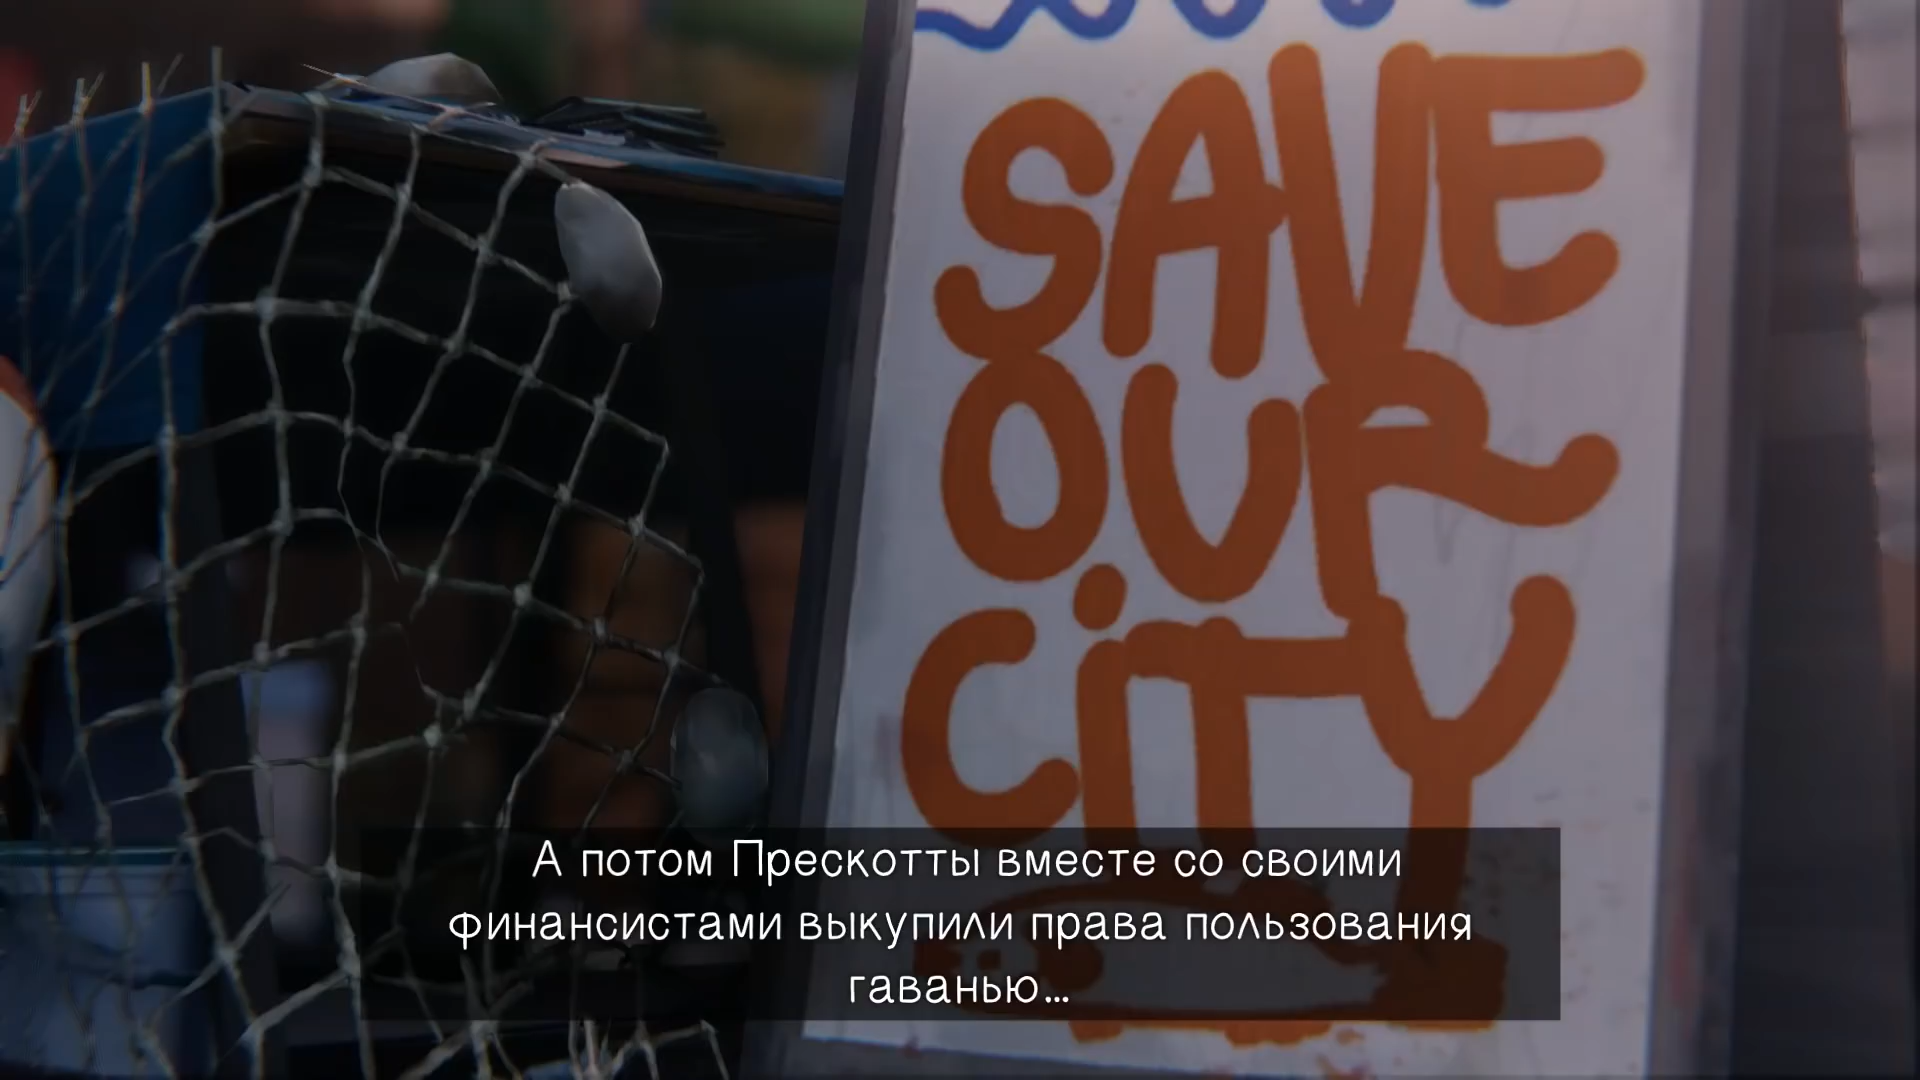 SAVE
OUR
CiTY
А потом Прескотты вместе со своими
финансистами выкупили права пользования
гаванью...